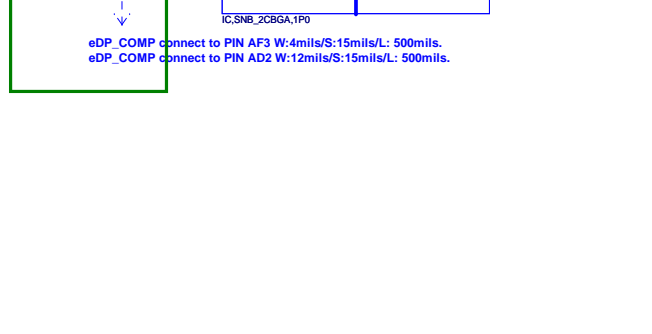 IC,SNB_2CBGA,1P0
eDP_COMP connect to PIN AF3 W:4mils/S:15mils/L: 500mils.
eDP_COMP connect to PIN AD2 W:12mils/S:15mils/L: 500mils.